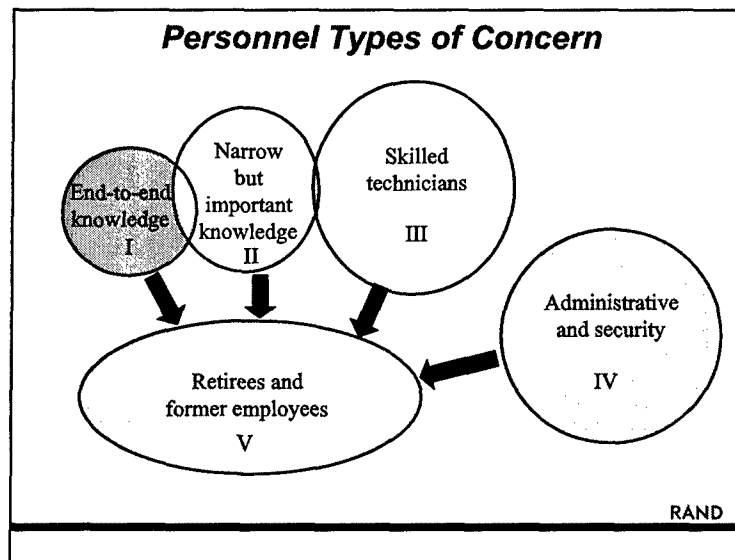 Personnel Types of Concern
End-to-end
knowledge
I
Narrow
but
important
knowledge
II
Skilled
technicians
III
Administrative
and security
IV
Retirees and
former employees
V
RAND